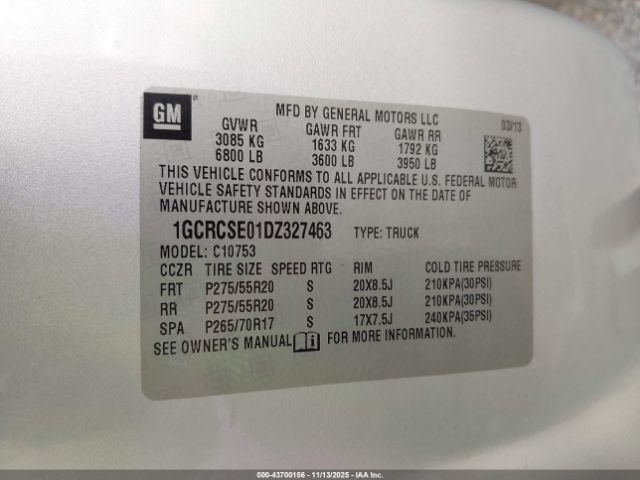 GM
MFD BY GENERAL MOTORS LLC
03/13
GVWR GAWR FRT GAWR RR
3085 KG 1633 KG 1792 KG
6800 LB 3600 LB 3950 LB
THIS VEHICLE CONFORMS TO ALL APPLICABLE U.S. FEDERAL MOTOR
VEHICLE SAFETY STANDARDS IN EFFECT ON THE DATE OF
MANUFACTURE SHOWN ABOVE.
1GCRCSE01DZ327463 TYPE: TRUCK
MODEL: C10753
CCZR TIRE SIZE SPEED RTG RIM COLD TIRE PRESSURE
FRT P275/55R20 S 20X8.5J 210KPA(30PSI)
RR P275/55R20 S 20X8.5J 210KPA(30PSI)
SPA P265/70R17 S 17X7.5J 240KPA(35PSI)
SEE OWNER'S MANUAL i FOR MORE INFORMATION.
000-43700156 - 11/13/2025 - IAA Inc.